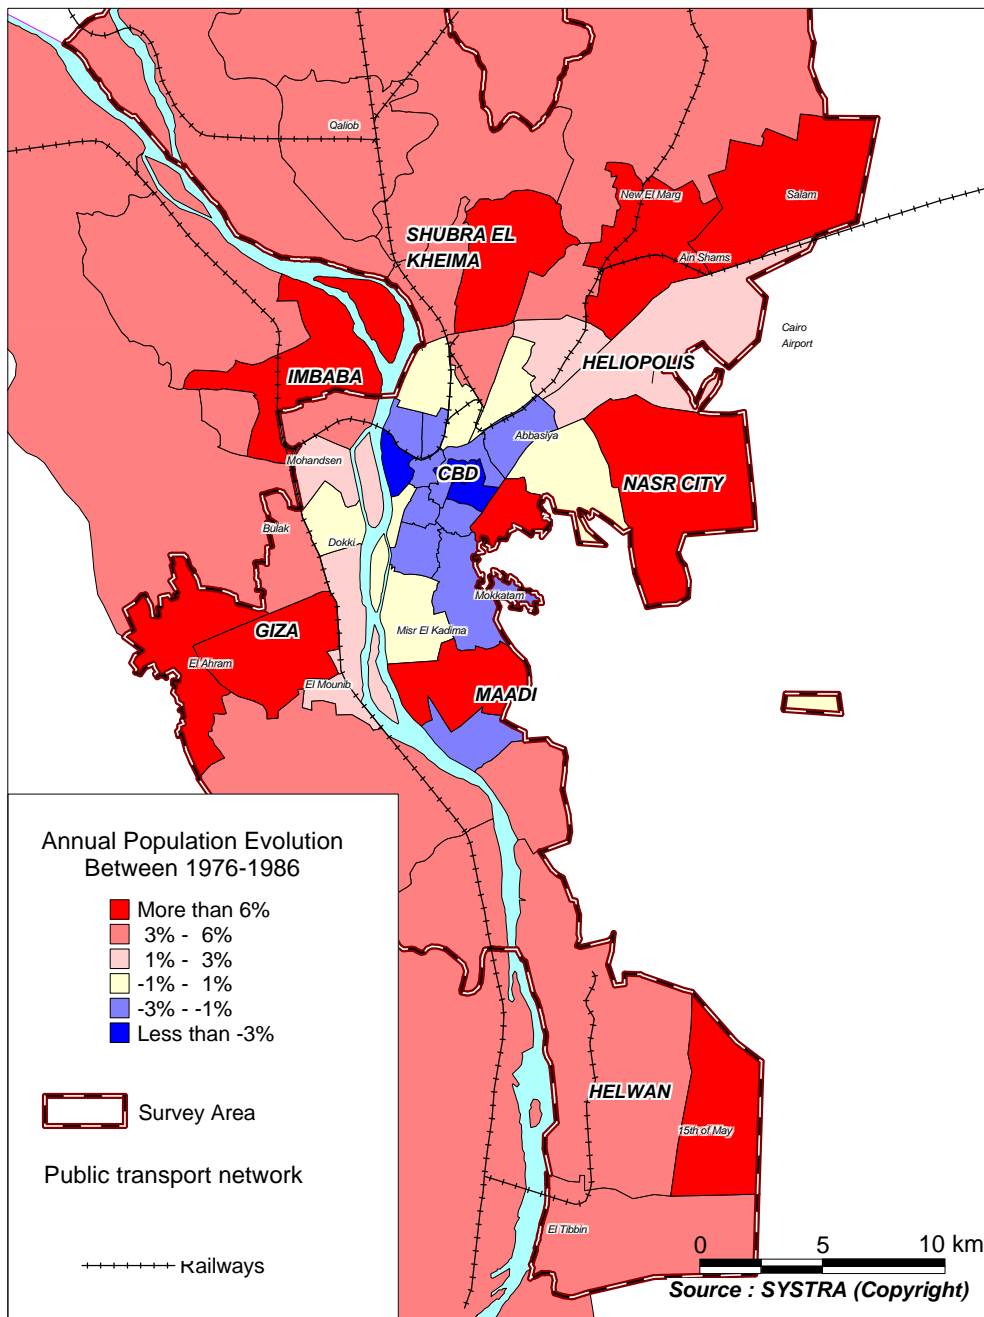 Qaliob
New El Marg
Salam
SHUBRA EL
KHEIMA
Ain Shams
Cairo
Airport
HELIOPOLIS
IMBABA
Abbasiya
Mohandsen
CBD
NASR CITY
Bulak
Dokki
Mokkatam
GIZA
Misr El Kadima
El Ahram
El Mounib
MAADI
Annual Population Evolution
Between 1976-1986
More than 6%
3% - 6%
1% - 3%
-1% - 1%
-3% - -1%
Less than -3%
HELWAN
Survey Area
15th of May
Public transport network
El Tibbin
0 5 10 km
Railways
Source : SYSTRA (Copyright)